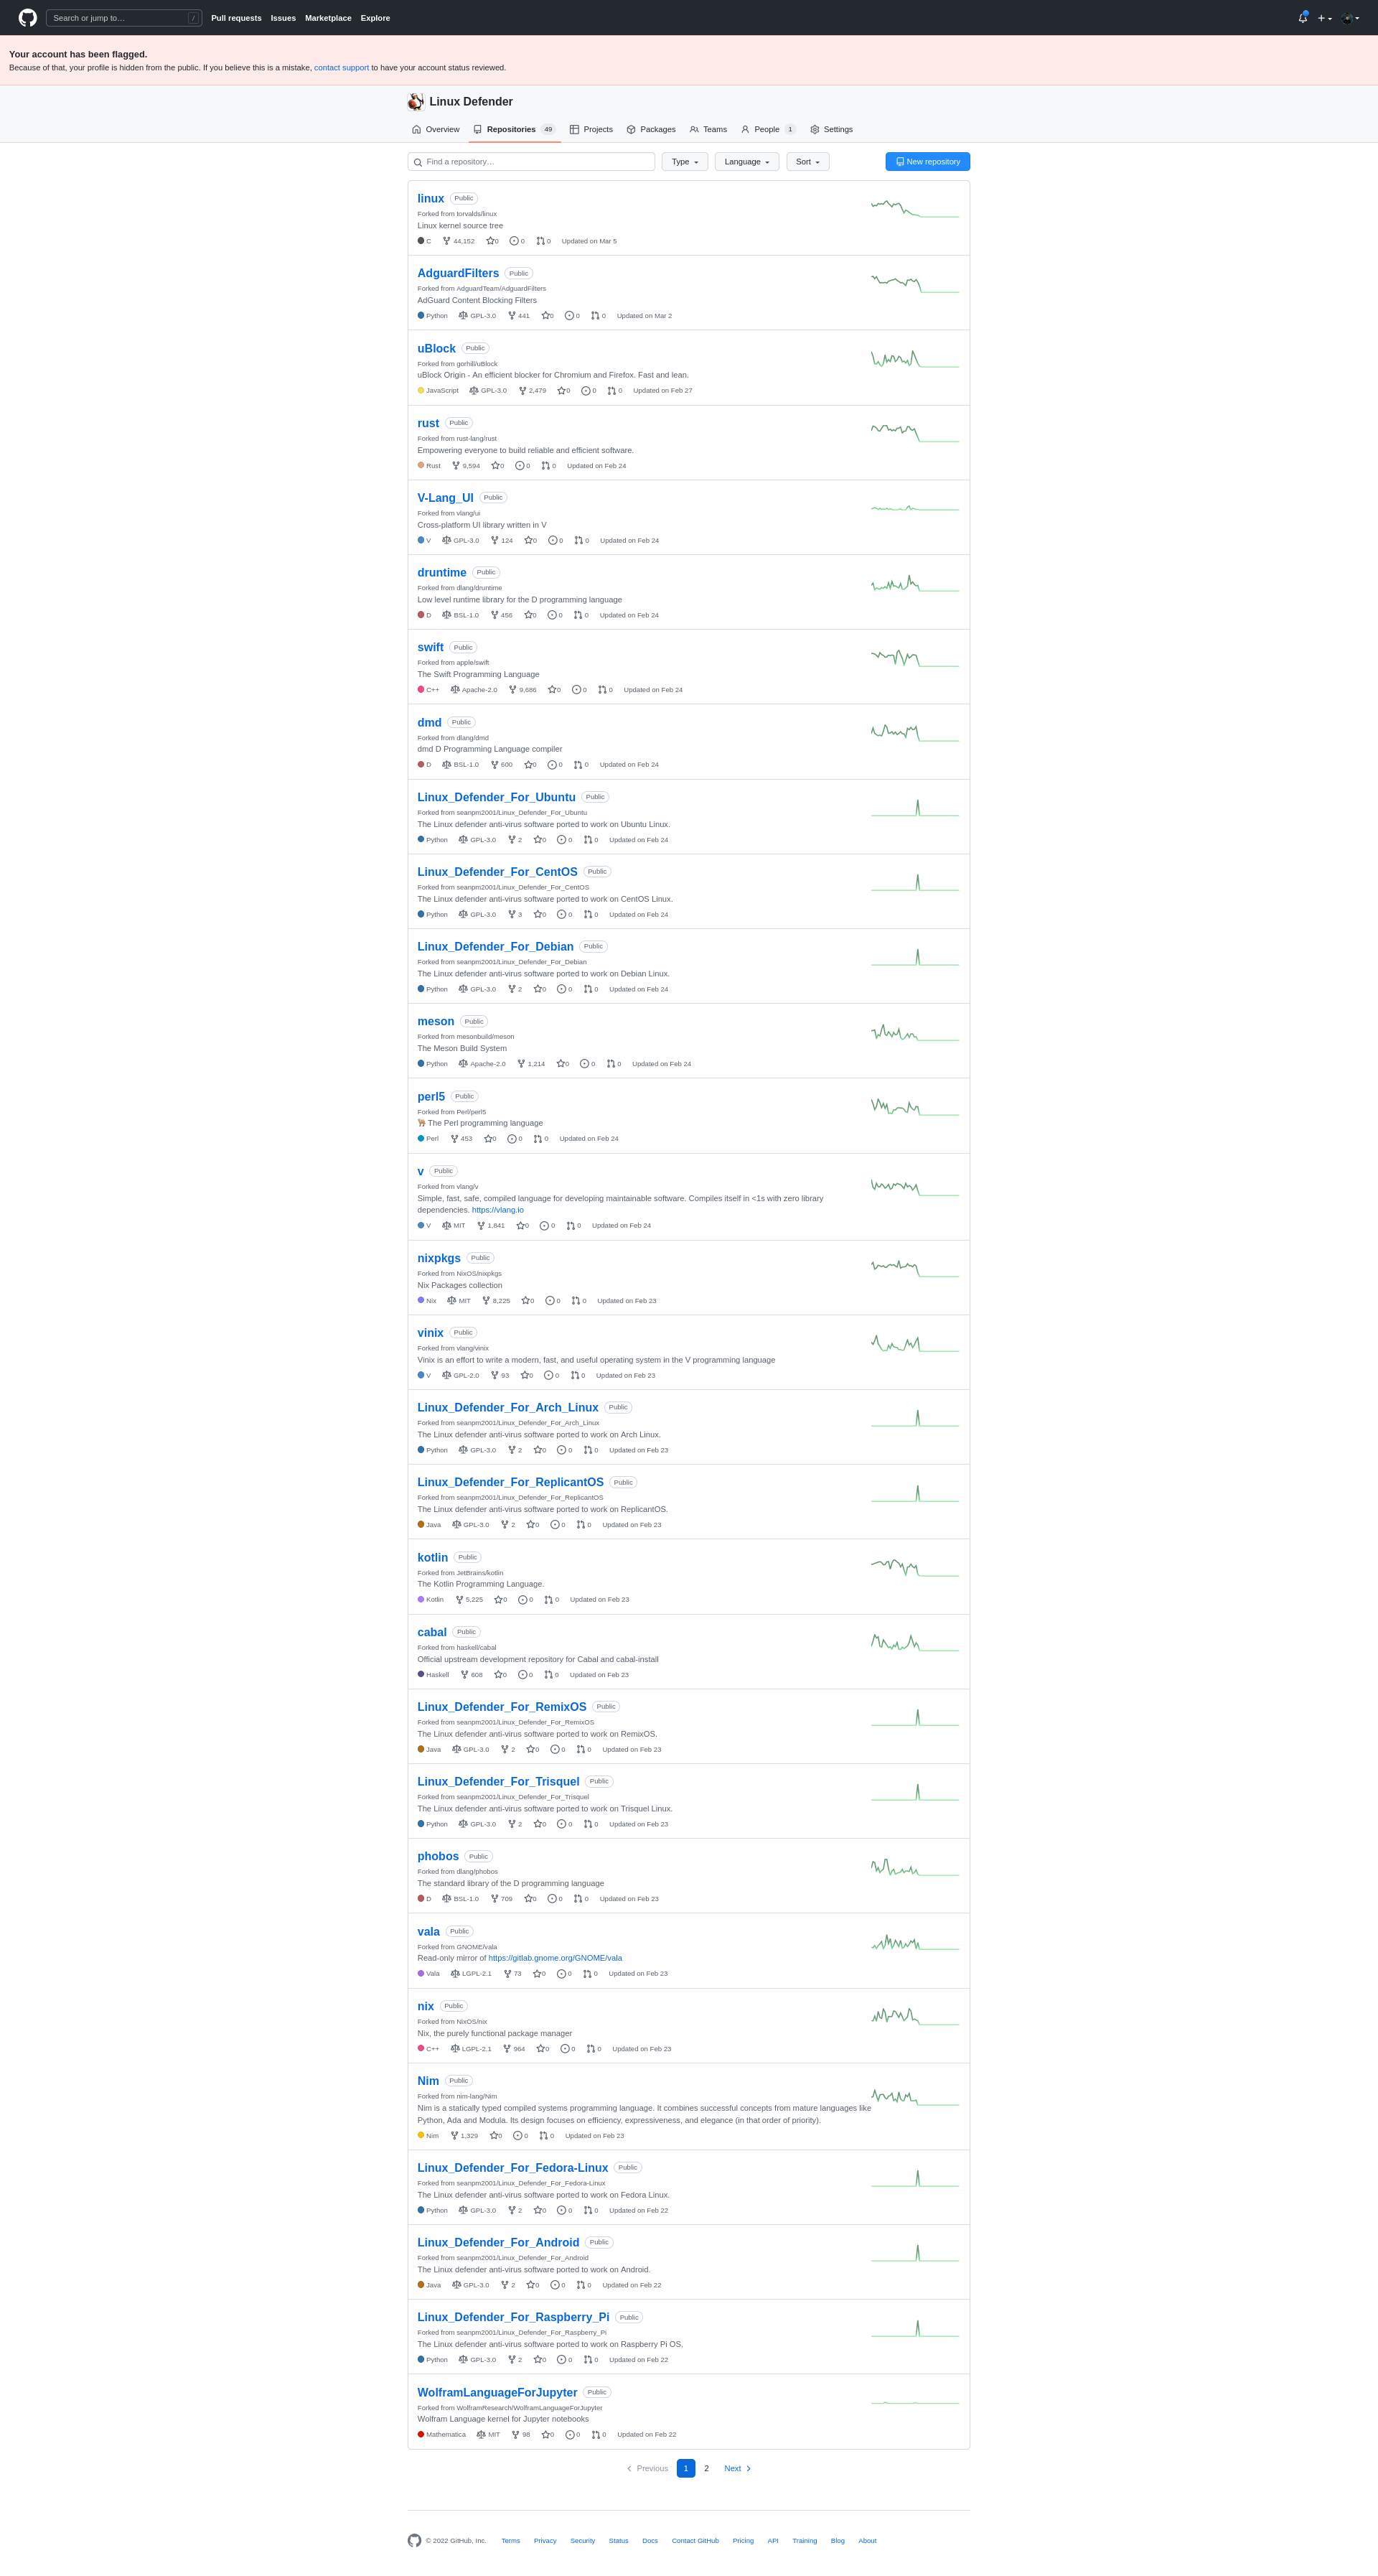 Search or jump to… / Pull requests Issues Marketplace Explore
Your account has been flagged.
Because of that, your profile is hidden from the public. If you believe this is a mistake, contact support to have your account status reviewed.
Linux Defender
Overview Repositories 49 Projects Packages Teams People 1 Settings
Find a repository… Type Language Sort New repository
linux Public
Forked from torvalds/linux
Linux kernel source tree
C 44,152 0 0 0 Updated on Mar 5
AdguardFilters Public
Forked from AdguardTeam/AdguardFilters
AdGuard Content Blocking Filters
Python GPL-3.0 441 0 0 0 Updated on Mar 2
uBlock Public
Forked from gorhill/uBlock
uBlock Origin - An efficient blocker for Chromium and Firefox. Fast and lean.
JavaScript GPL-3.0 2,479 0 0 0 Updated on Feb 27
rust Public
Forked from rust-lang/rust
Empowering everyone to build reliable and efficient software.
Rust 9,594 0 0 0 Updated on Feb 24
V-Lang_UI Public
Forked from vlang/ui
Cross-platform UI library written in V
V GPL-3.0 124 0 0 0 Updated on Feb 24
druntime Public
Forked from dlang/druntime
Low level runtime library for the D programming language
D BSL-1.0 456 0 0 0 Updated on Feb 24
swift Public
Forked from apple/swift
The Swift Programming Language
C++ Apache-2.0 9,686 0 0 0 Updated on Feb 24
dmd Public
Forked from dlang/dmd
dmd D Programming Language compiler
D BSL-1.0 600 0 0 0 Updated on Feb 24
Linux_Defender_For_Ubuntu Public
Forked from seanpm2001/Linux_Defender_For_Ubuntu
The Linux defender anti-virus software ported to work on Ubuntu Linux.
Python GPL-3.0 2 0 0 0 Updated on Feb 24
Linux_Defender_For_CentOS Public
Forked from seanpm2001/Linux_Defender_For_CentOS
The Linux defender anti-virus software ported to work on CentOS Linux.
Python GPL-3.0 3 0 0 0 Updated on Feb 24
Linux_Defender_For_Debian Public
Forked from seanpm2001/Linux_Defender_For_Debian
The Linux defender anti-virus software ported to work on Debian Linux.
Python GPL-3.0 2 0 0 0 Updated on Feb 24
meson Public
Forked from mesonbuild/meson
The Meson Build System
Python Apache-2.0 1,214 0 0 0 Updated on Feb 24
perl5 Public
Forked from Perl/perl5
🐪 The Perl programming language
Perl 453 0 0 0 Updated on Feb 24
v Public
Forked from vlang/v
Simple, fast, safe, compiled language for developing maintainable software. Compiles itself in <1s with zero library
dependencies. https://vlang.io
V MIT 1,841 0 0 0 Updated on Feb 24
nixpkgs Public
Forked from NixOS/nixpkgs
Nix Packages collection
Nix MIT 8,225 0 0 0 Updated on Feb 23
vinix Public
Forked from vlang/vinix
Vinix is an effort to write a modern, fast, and useful operating system in the V programming language
V GPL-2.0 93 0 0 0 Updated on Feb 23
Linux_Defender_For_Arch_Linux Public
Forked from seanpm2001/Linux_Defender_For_Arch_Linux
The Linux defender anti-virus software ported to work on Arch Linux.
Python GPL-3.0 2 0 0 0 Updated on Feb 23
Linux_Defender_For_ReplicantOS Public
Forked from seanpm2001/Linux_Defender_For_ReplicantOS
The Linux defender anti-virus software ported to work on ReplicantOS.
Java GPL-3.0 2 0 0 0 Updated on Feb 23
kotlin Public
Forked from JetBrains/kotlin
The Kotlin Programming Language.
Kotlin 5,225 0 0 0 Updated on Feb 23
cabal Public
Forked from haskell/cabal
Official upstream development repository for Cabal and cabal-install
Haskell 608 0 0 0 Updated on Feb 23
Linux_Defender_For_RemixOS Public
Forked from seanpm2001/Linux_Defender_For_RemixOS
The Linux defender anti-virus software ported to work on RemixOS.
Java GPL-3.0 2 0 0 0 Updated on Feb 23
Linux_Defender_For_Trisquel Public
Forked from seanpm2001/Linux_Defender_For_Trisquel
The Linux defender anti-virus software ported to work on Trisquel Linux.
Python GPL-3.0 2 0 0 0 Updated on Feb 23
phobos Public
Forked from dlang/phobos
The standard library of the D programming language
D BSL-1.0 709 0 0 0 Updated on Feb 23
vala Public
Forked from GNOME/vala
Read-only mirror of https://gitlab.gnome.org/GNOME/vala
Vala LGPL-2.1 73 0 0 0 Updated on Feb 23
nix Public
Forked from NixOS/nix
Nix, the purely functional package manager
C++ LGPL-2.1 964 0 0 0 Updated on Feb 23
Nim Public
Forked from nim-lang/Nim
Nim is a statically typed compiled systems programming language. It combines successful concepts from mature languages like
Python, Ada and Modula. Its design focuses on efficiency, expressiveness, and elegance (in that order of priority).
Nim 1,329 0 0 0 Updated on Feb 23
Linux_Defender_For_Fedora-Linux Public
Forked from seanpm2001/Linux_Defender_For_Fedora-Linux
The Linux defender anti-virus software ported to work on Fedora Linux.
Python GPL-3.0 2 0 0 0 Updated on Feb 22
Linux_Defender_For_Android Public
Forked from seanpm2001/Linux_Defender_For_Android
The Linux defender anti-virus software ported to work on Android.
Java GPL-3.0 2 0 0 0 Updated on Feb 22
Linux_Defender_For_Raspberry_Pi Public
Forked from seanpm2001/Linux_Defender_For_Raspberry_Pi
The Linux defender anti-virus software ported to work on Raspberry Pi OS.
Python GPL-3.0 2 0 0 0 Updated on Feb 22
WolframLanguageForJupyter Public
Forked from WolframResearch/WolframLanguageForJupyter
Wolfram Language kernel for Jupyter notebooks
Mathematica MIT 98 0 0 0 Updated on Feb 22
Previous 1 2 Next
© 2022 GitHub, Inc. Terms Privacy Security Status Docs Contact GitHub Pricing API Training Blog About